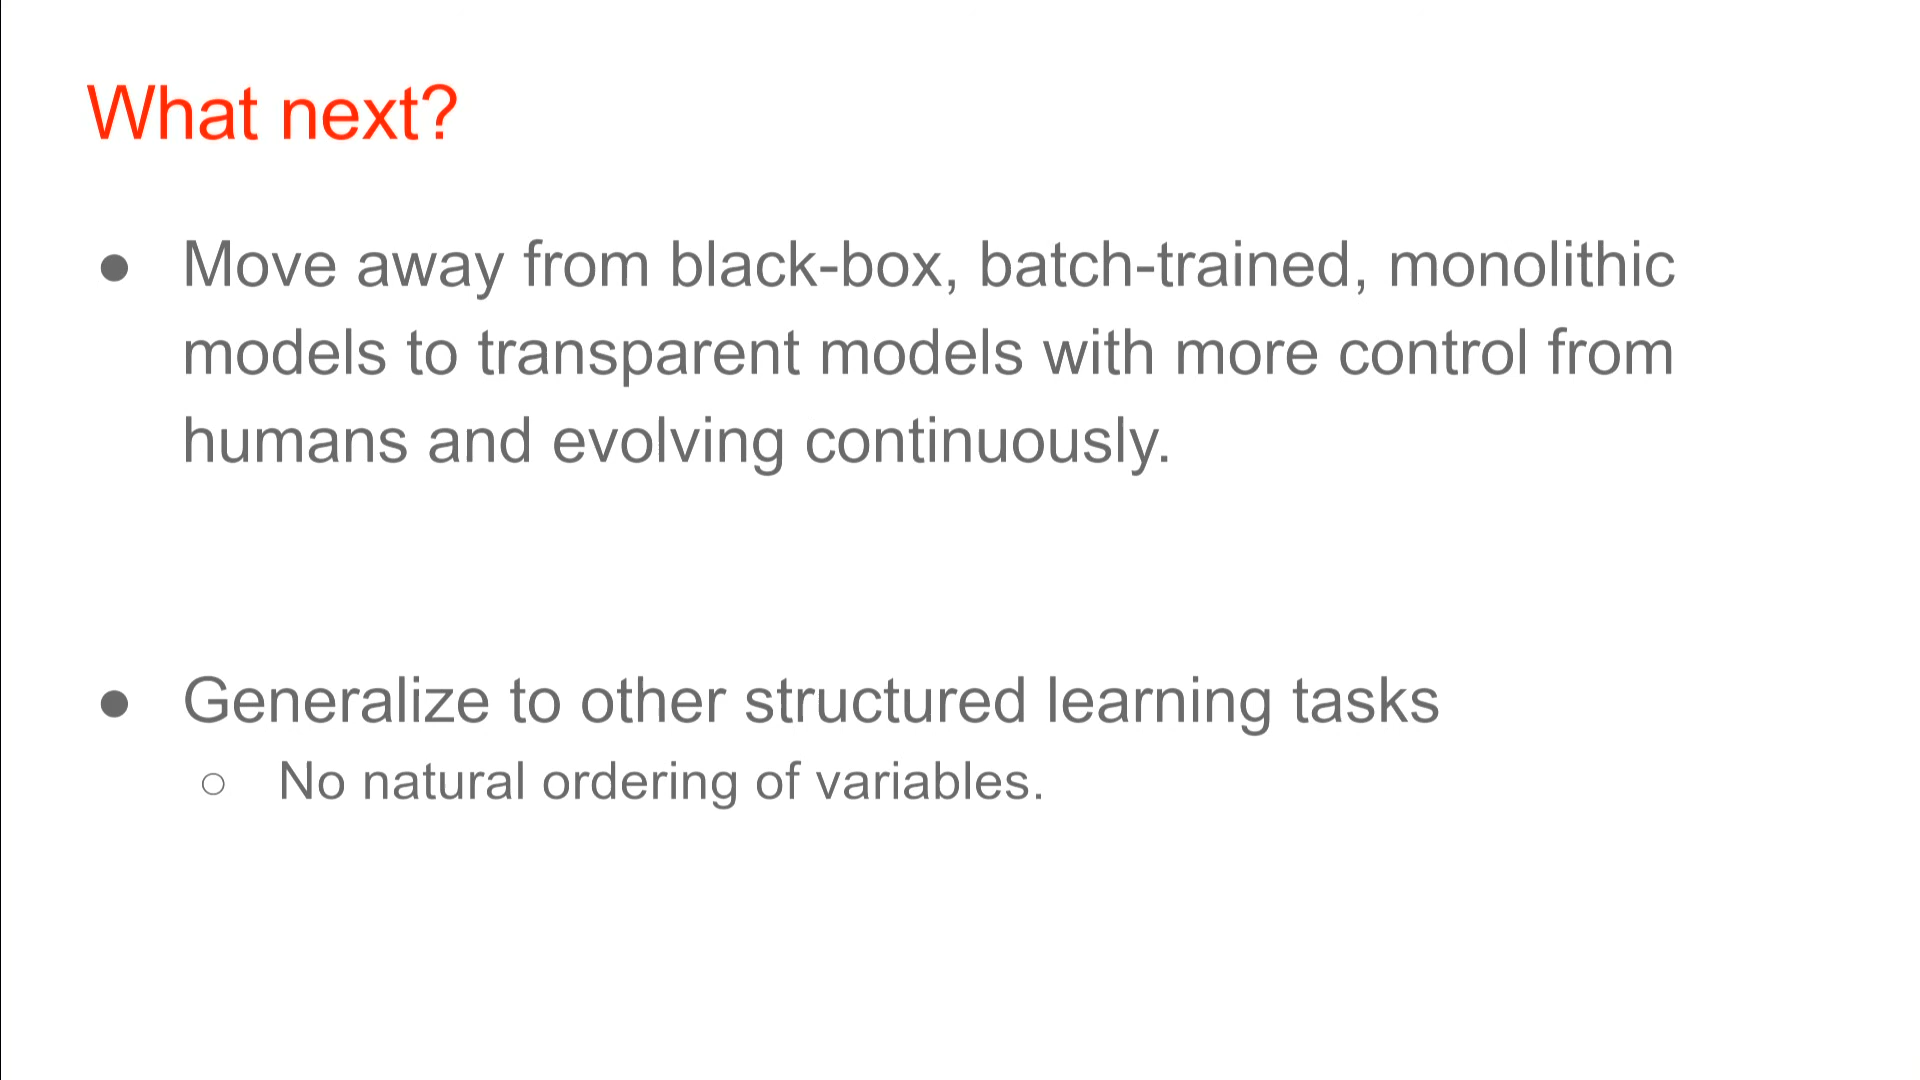 What next?
● Move away from black-box, batch-trained, monolithic
models to transparent models with more control from
humans and evolving continuously.
● Generalize to other structured learning tasks
○ No natural ordering of variables.